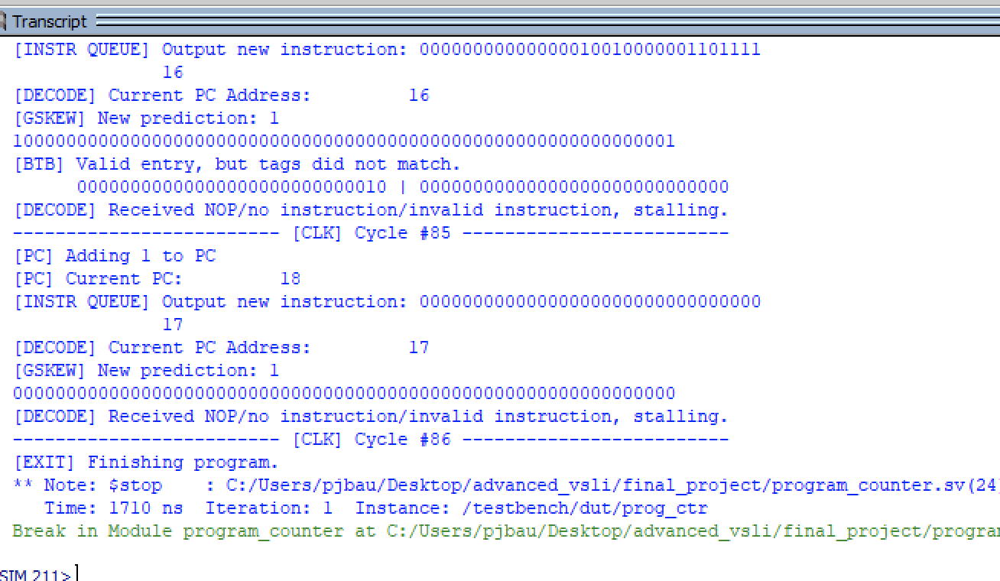 Transcript
[INSTR QUEUE] Output new instruction: 00000000000000010010000001101111
16
[DECODE] Current PC Address: 16
[GSKEW] New prediction: 1
10000000000000000000000000000000000000000000000000000000000001
[BTB] Valid entry, but tags did not match.
00000000000000000000000000010 | 00000000000000000000000000000
[DECODE] Received NOP/no instruction/invalid instruction, stalling.
------------------------- [CLK] Cycle #85 -------------------------
[PC] Adding 1 to PC
[PC] Current PC: 18
[INSTR QUEUE] Output new instruction: 00000000000000000000000000000000
17
[DECODE] Current PC Address: 17
[GSKEW] New prediction: 1
00000000000000000000000000000000000000000000000000000000000000
[DECODE] Received NOP/no instruction/invalid instruction, stalling.
------------------------- [CLK] Cycle #86 -------------------------
[EXIT] Finishing program.
** Note: $stop : C:/Users/pjbau/Desktop/advanced_vsli/final_project/program_counter.sv(24)
Time: 1710 ns Iteration: 1 Instance: /testbench/dut/prog_ctr
Break in Module program_counter at C:/Users/pjbau/Desktop/advanced_vsli/final_project/program
SIM 211>